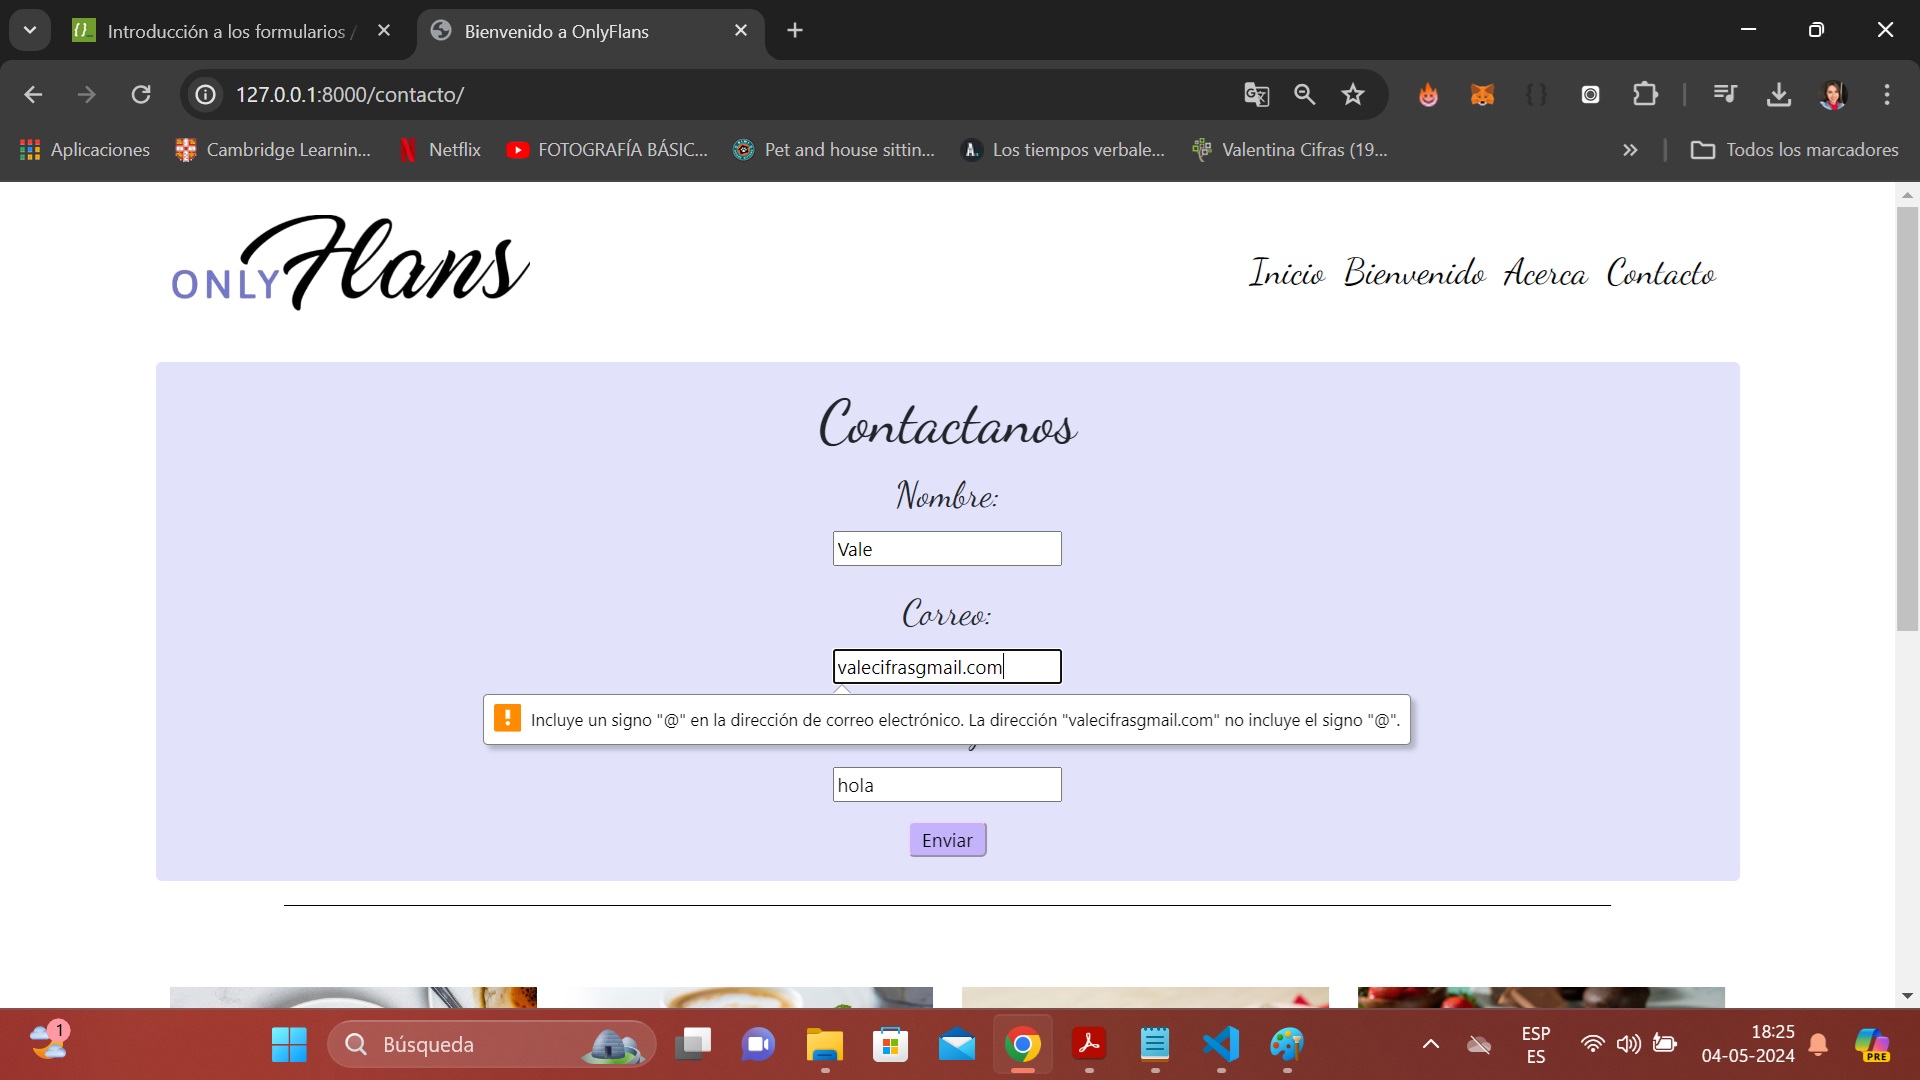 Introducción a los formularios /
Bienvenido a OnlyFlans
127.0.0.1:8000/contacto/
Aplicaciones
Cambridge Learnin...
Netflix
FOTOGRAFÍA BÁSIC...
Pet and house sittin...
Los tiempos verbale...
Valentina Cifras (19...
Todos los marcadores
ONLY Flans
Inicio Bienvenido Acerca Contacto
Contactanos
Nombre:
Vale
Correo:
valecifrasgmail.com
Incluye un signo "@" en la dirección de correo electrónico. La dirección "valecifrasgmail.com" no incluye el signo "@".
hola
Enviar
1
Búsqueda
ESP
ES
18:25
04-05-2024
PRE